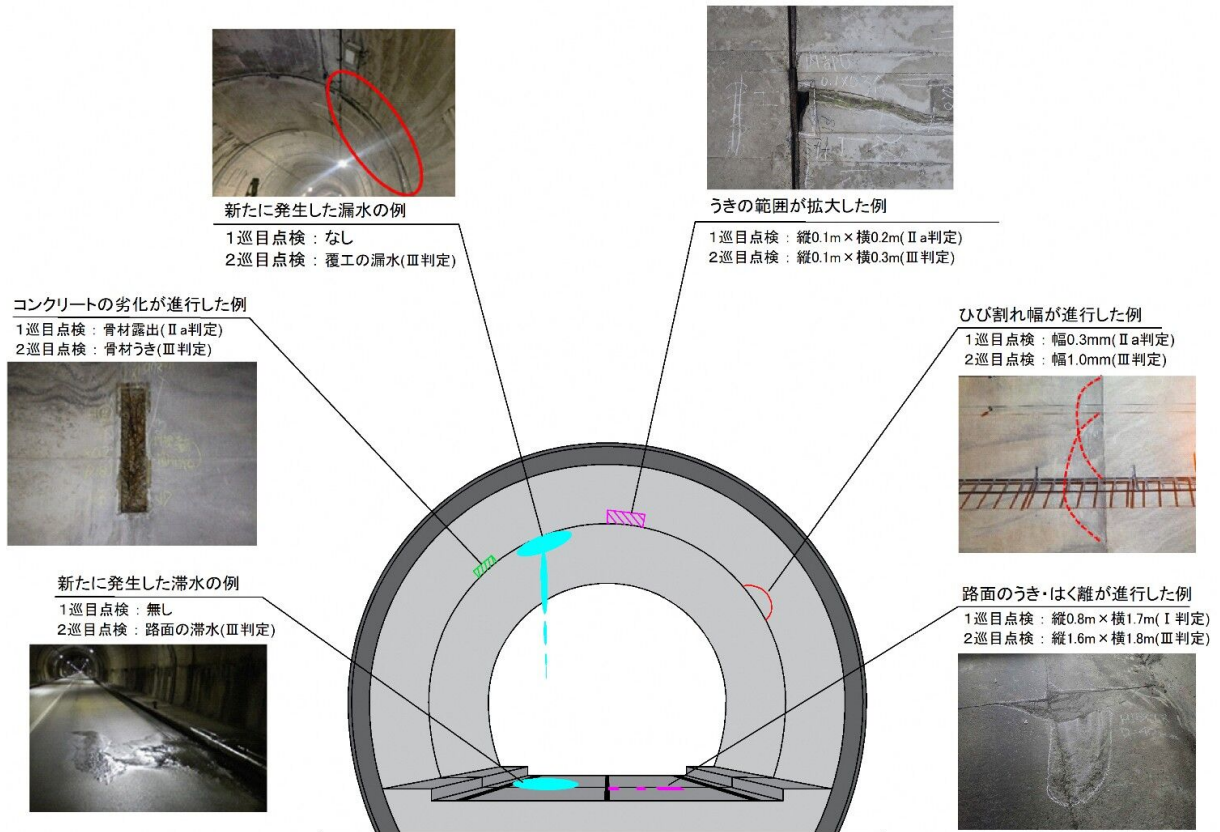 新たに発生した漏水の例
1巡目点検：なし
2巡目点検：覆工の漏水(Ⅲ判定)
うきの範囲が拡大した例
1巡目点検：縦0.1m×横0.2m(Ⅱa判定)
2巡目点検：縦0.1m×横0.3m(Ⅲ判定)
コンクリートの劣化が進行した例
1巡目点検：骨材露出(Ⅱa判定)
2巡目点検：骨材うき(Ⅲ判定)
ひび割れ幅が進行した例
1巡目点検：幅0.3mm(Ⅱa判定)
2巡目点検：幅1.0mm(Ⅲ判定)
新たに発生した滞水の例
1巡目点検：無し
2巡目点検：路面の滞水(Ⅲ判定)
路面のうき・はく離が進行した例
1巡目点検：縦0.8m×横1.7m(Ⅰ判定)
2巡目点検：縦1.6m×横1.8m(Ⅲ判定)